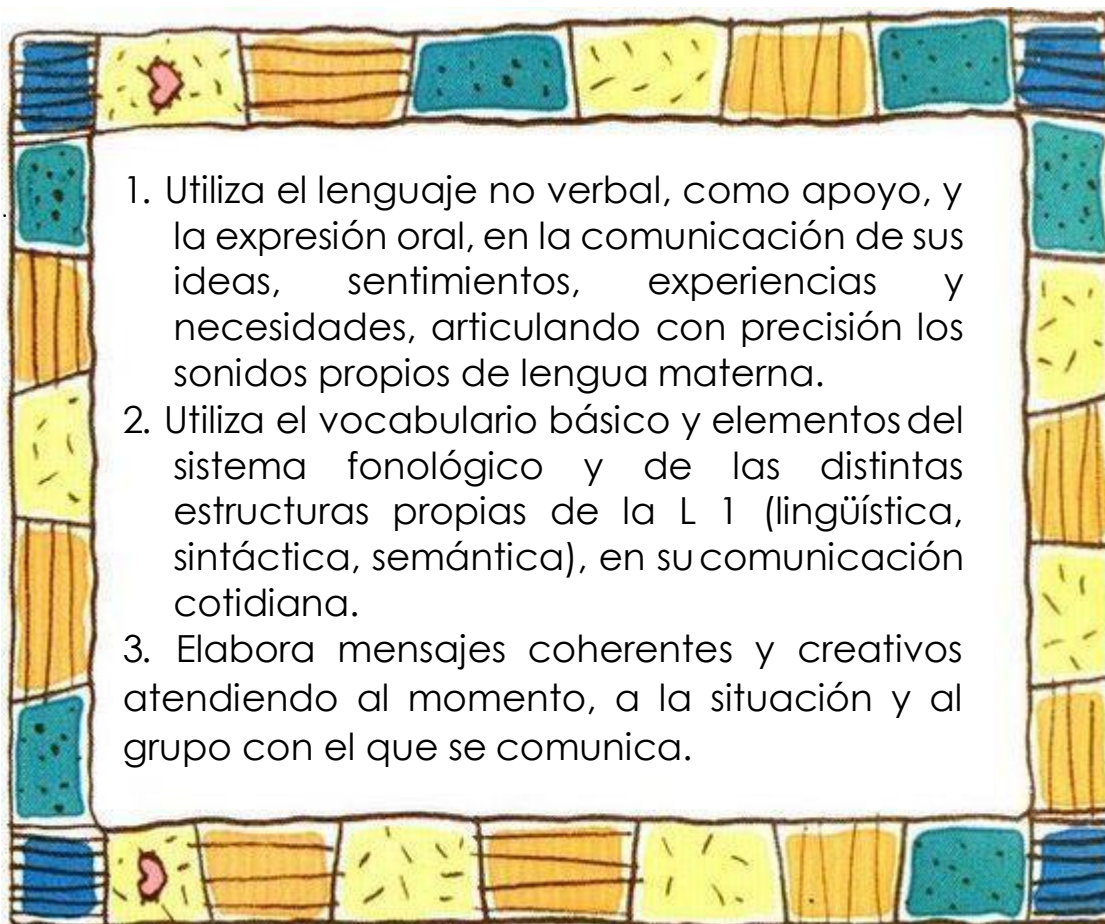 1. Utiliza el lenguaje no verbal, como apoyo, y
la expresión oral, en la comunicación de sus
ideas, sentimientos, experiencias y
necesidades, articulando con precisión los
sonidos propios de lengua materna.
2. Utiliza el vocabulario básico y elementos del
sistema fonológico y de las distintas
estructuras propias de la L 1 (lingüística,
sintáctica, semántica), en su comunicación
cotidiana.
3. Elabora mensajes coherentes y creativos
atendiendo al momento, a la situación y al
grupo con el que se comunica.